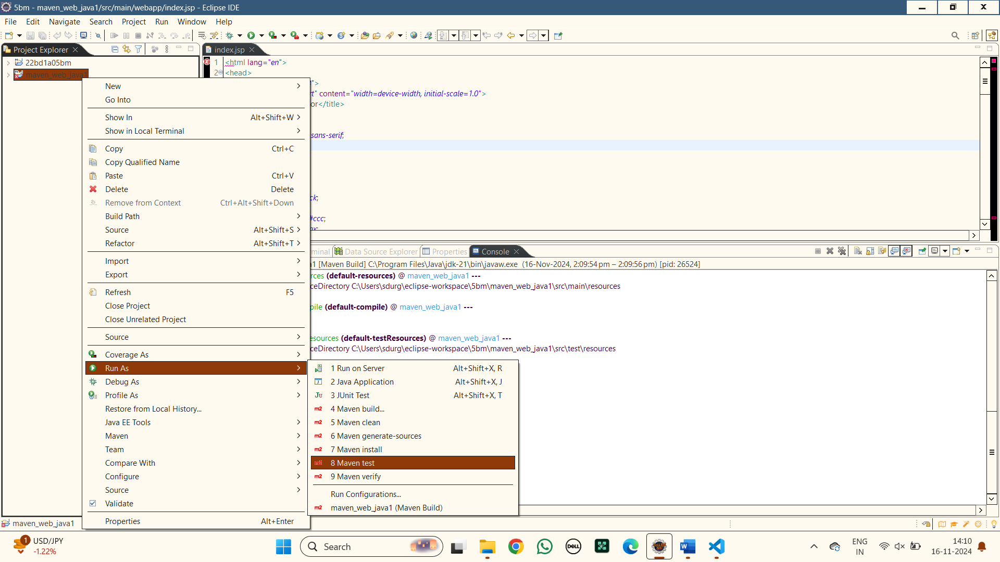 5bm - maven_web_java1/src/main/webapp/index.jsp - Eclipse IDE
File Edit Navigate Search Project Run Window Help
Project Explorer
22bd1a05bm
maven_web_java1
index.jsp
1 <html lang="en">
2 <head>
">
" content="width=device-width, initial-scale=1.0">
or</title>
sans-serif;
ck;
#ccc;
New
Go Into
Show In Alt+Shift+W
Show in Local Terminal
Copy Ctrl+C
Copy Qualified Name
Paste Ctrl+V
Delete Delete
Remove from Context Ctrl+Alt+Shift+Down
Build Path
Source Alt+Shift+S
Refactor Alt+Shift+T
Import
Export
Refresh F5
Close Project
Close Unrelated Project
Source
Coverage As
Run As
Debug As
Profile As
Restore from Local History...
Java EE Tools
Maven
Team
Compare With
Configure
Source
Validate
Properties Alt+Enter
1 Run on Server Alt+Shift+X, R
2 Java Application Alt+Shift+X, J
3 JUnit Test Alt+Shift+X, T
4 Maven build...
5 Maven clean
6 Maven generate-sources
7 Maven install
8 Maven test
9 Maven verify
Run Configurations...
maven_web_java1 (Maven Build)
minal Data Source Explorer Properties Console
a1 [Maven Build] C:\Program Files\Java\jdk-21\bin\javaw.exe (16-Nov-2024, 2:09:54 pm – 2:09:56 pm) [pid: 26524]
rces (default-resources) @ maven_web_java1 ---
ceDirectory C:\Users\sdurg\eclipse-workspace\5bm\maven_web_java1\src\main\resources
pile (default-compile) @ maven_web_java1 ---
esources (default-testResources) @ maven_web_java1 ---
ceDirectory C:\Users\sdurg\eclipse-workspace\5bm\maven_web_java1\src\test\resources
maven_web_java1
1 USD/JPY
-1.22%
Search
DELL
ENG
IN
14:10
16-11-2024